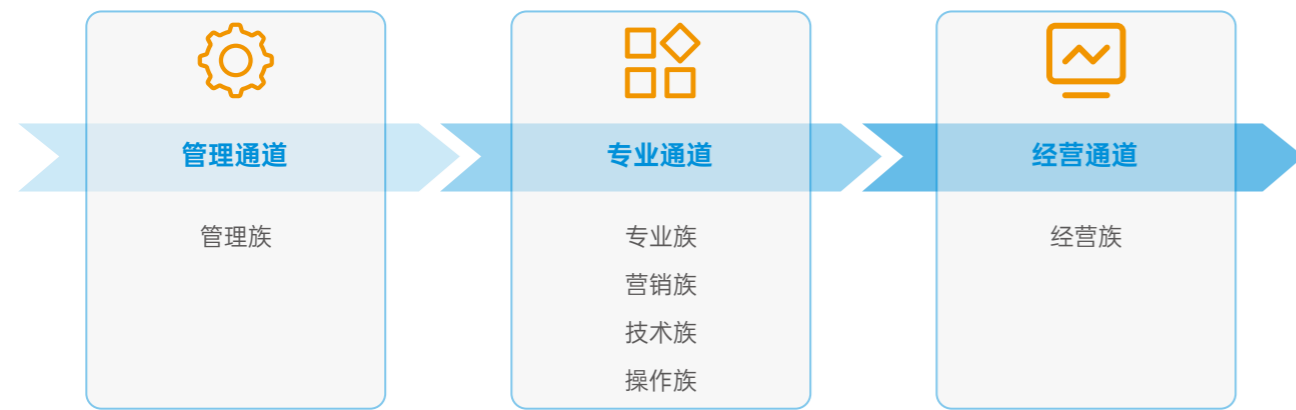 管理通道
管理族
专业通道
专业族
营销族
技术族
操作族
经营通道
经营族